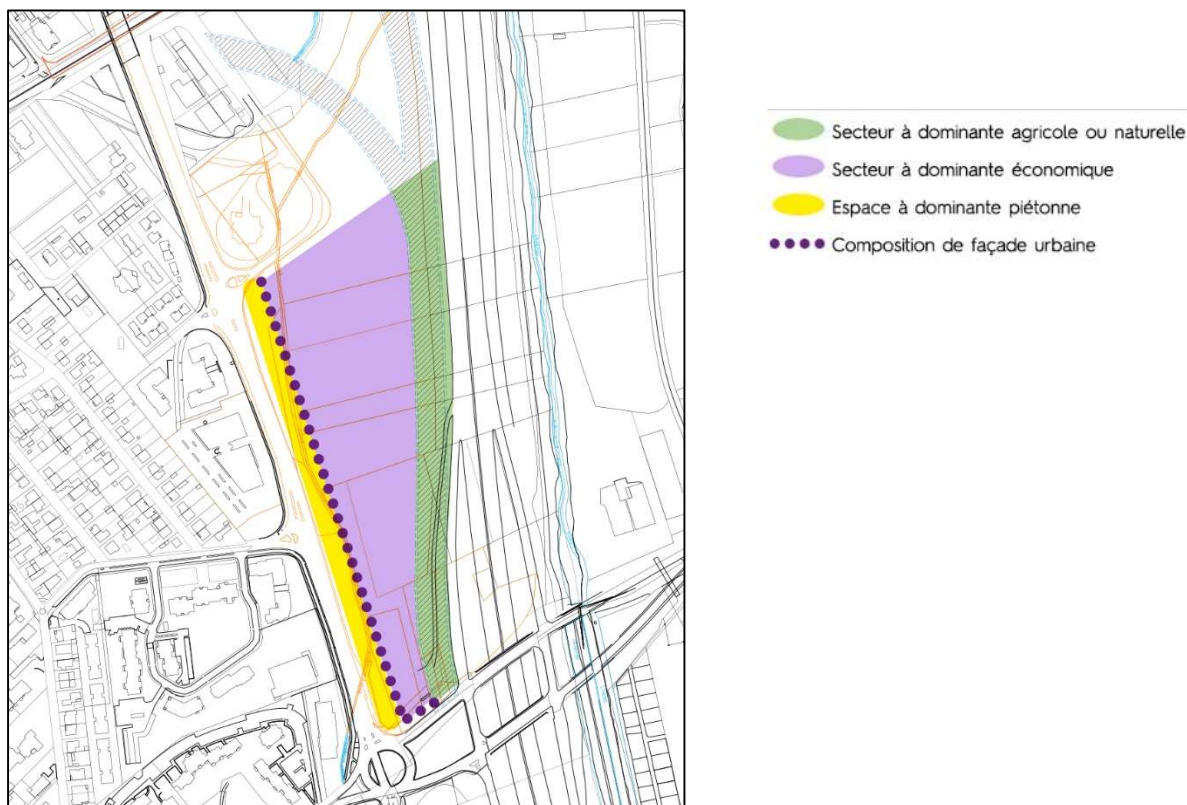 Secteur à dominante agricole ou naturelle
Secteur à dominante économique
Espace à dominante piétonne
Composition de façade urbaine